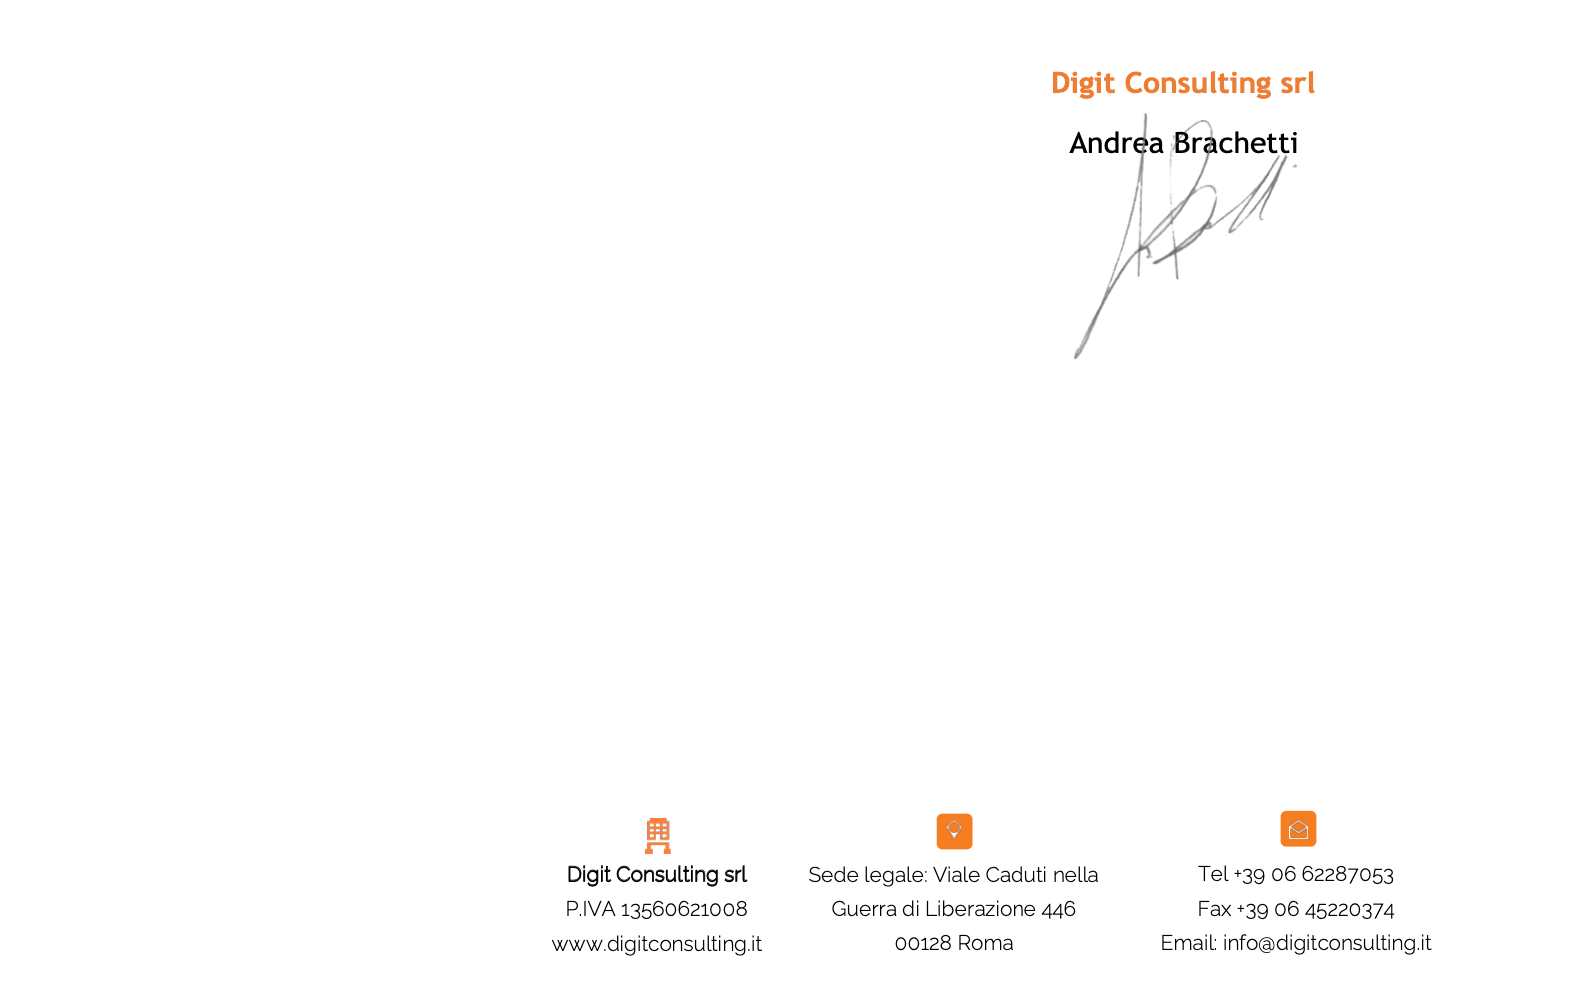 Digit Consulting srl
Andrea Brachetti
Digit Consulting srl
P.IVA 13560621008
www.digitconsulting.it
Sede legale: Viale Caduti nella
Guerra di Liberazione 446
00128 Roma
Tel +39 06 62287053
Fax +39 06 45220374
Email: info@digitconsulting.it